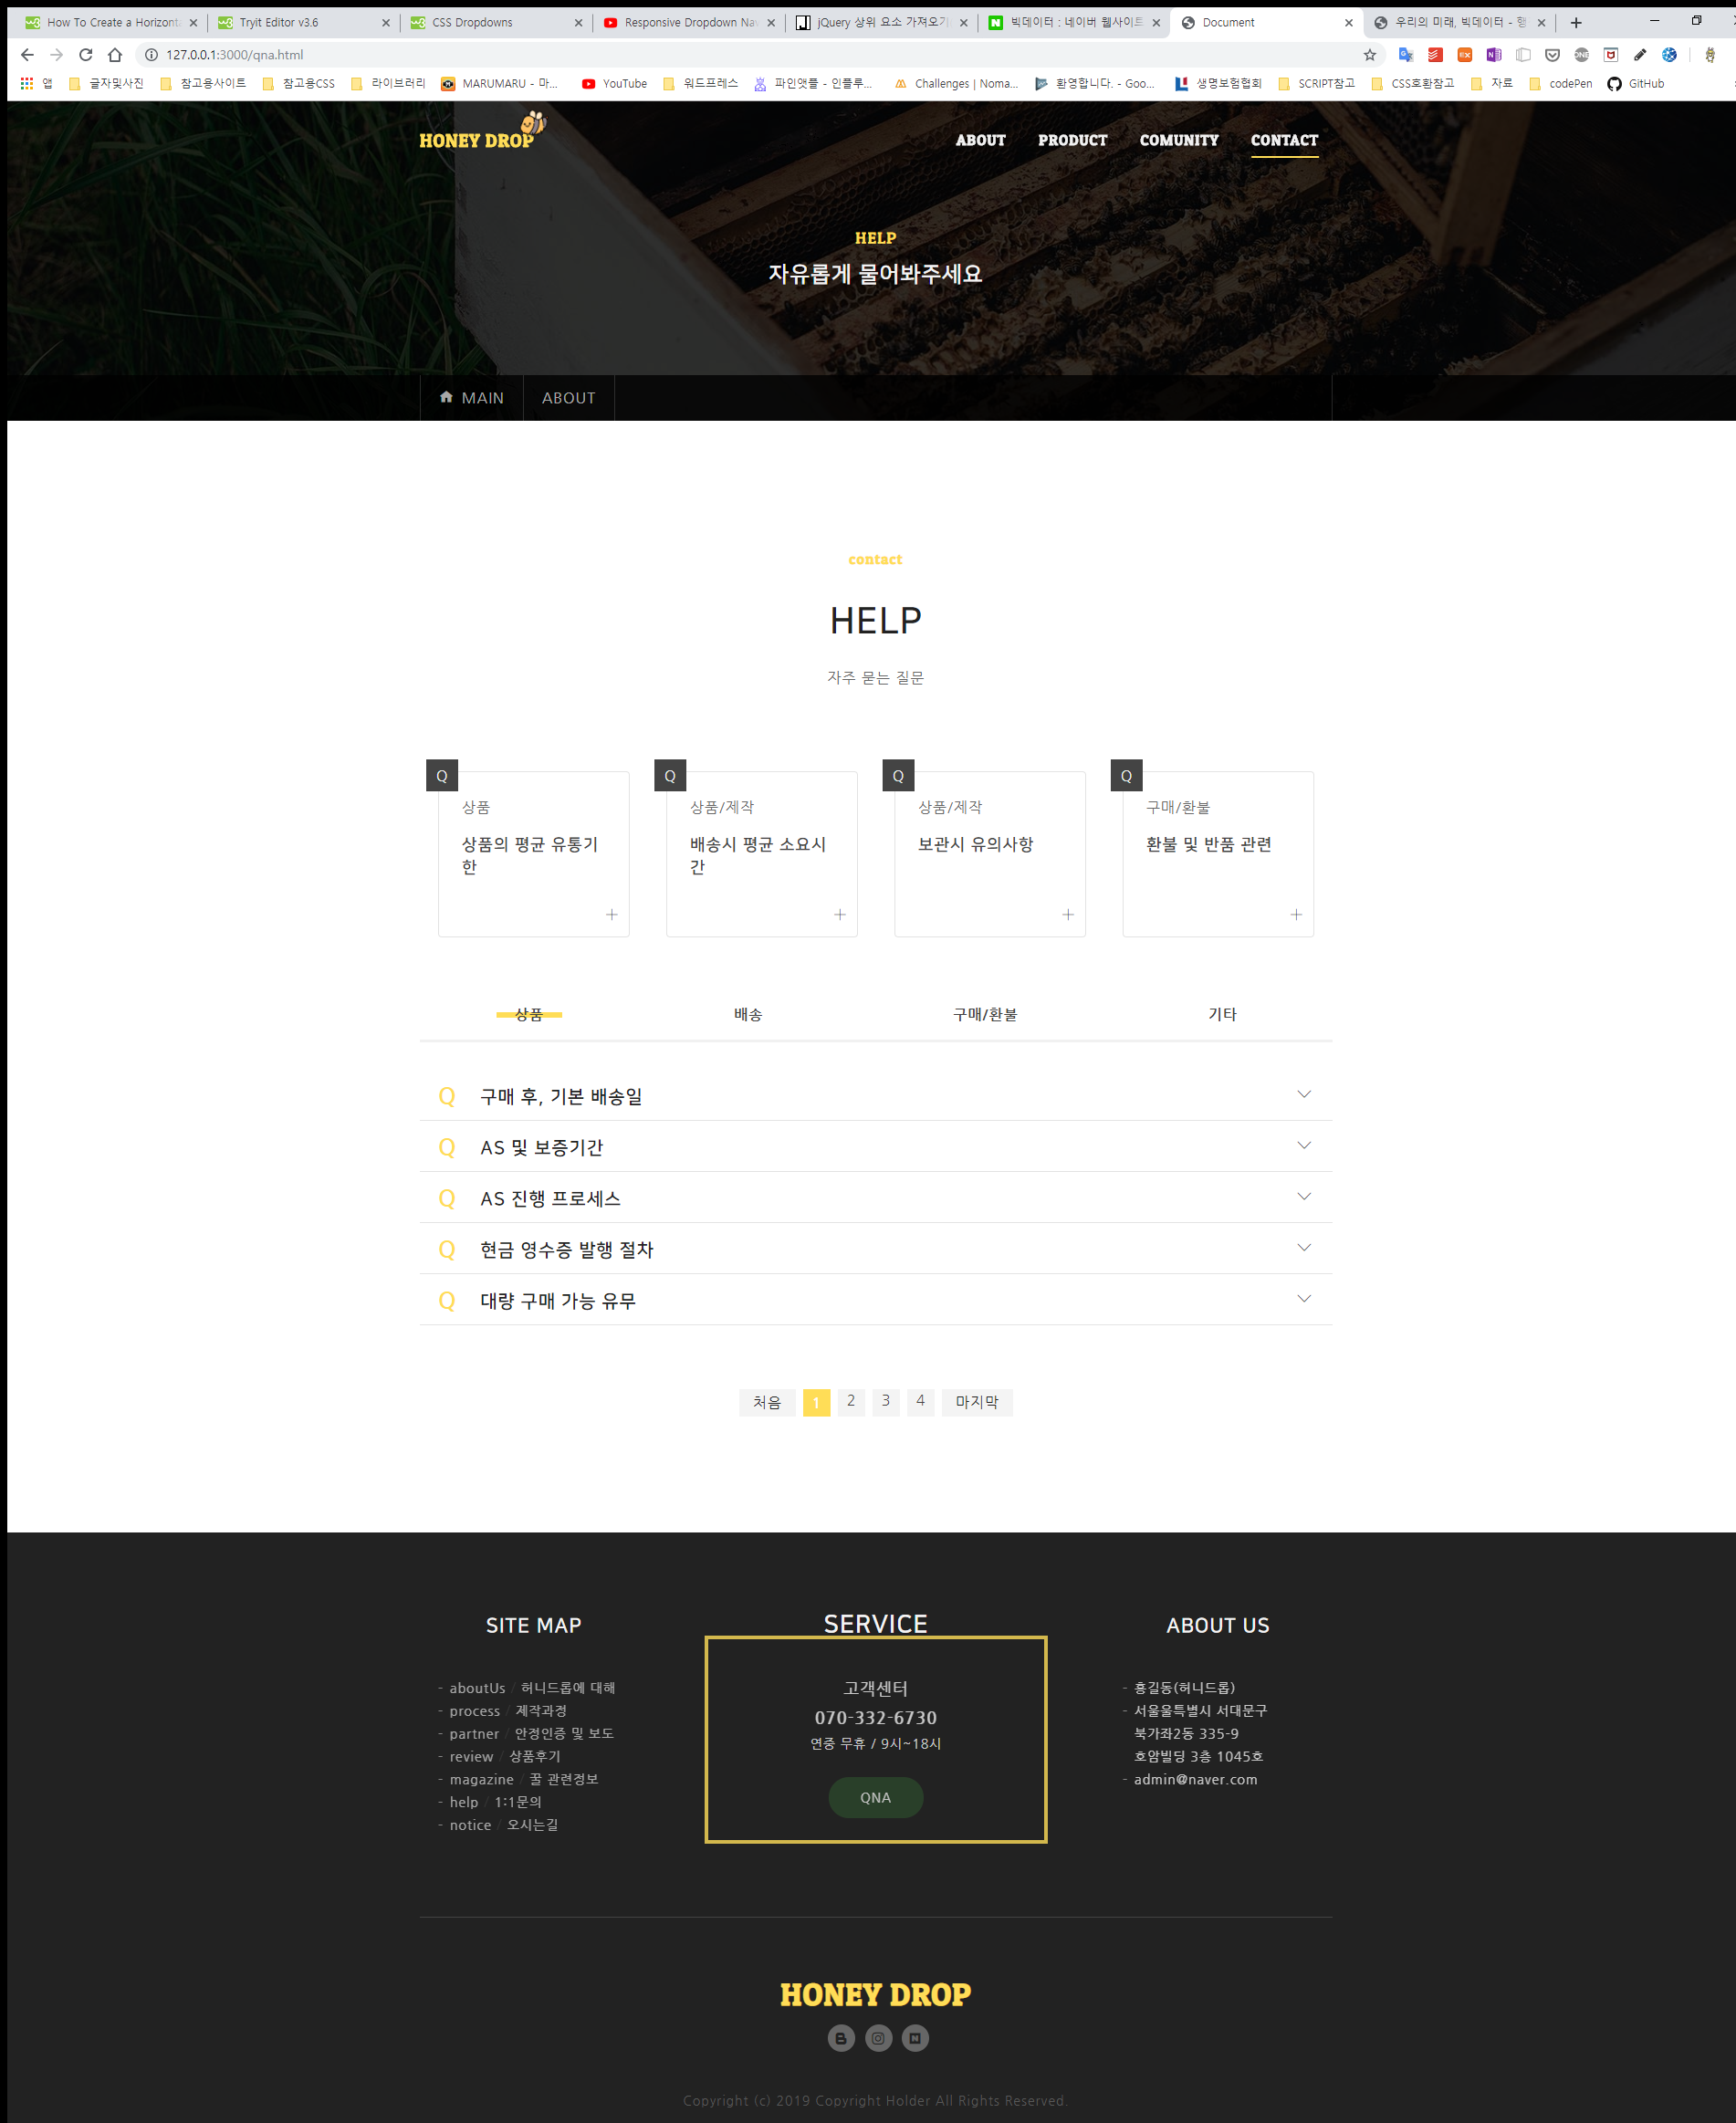 How To Create a Horizont
Tryit Editor v3.6
CSS Dropdowns
Responsive Dropdown Nav
jQuery 상위 요소 가져오기
빅데이터 : 네이버 웹사이트
Document
우리의 미래, 빅데이터 - 행
127.0.0.1:3000/qna.html
앱
글자및사진
참고용사이트
참고용CSS
라이브러리
MARUMARU - 마...
YouTube
워드프레스
파인앳플 - 인플루...
Challenges | Noma...
환영합니다. - Goo...
생명보험협회
SCRIPT참고
CSS호환참고
자료
codePen
GitHub
HONEY DROP
ABOUT
PRODUCT
COMUNITY
CONTACT
HELP
자유롭게 물어봐주세요
MAIN
ABOUT
contact
HELP
자주 묻는 질문
Q
상품
상품의 평균 유통기
한
Q
상품/제작
배송시 평균 소요시
간
Q
상품/제작
보관시 유의사항
Q
구매/환불
환불 및 반품 관련
상품
배송
구매/환불
기타
Q 구매 후, 기본 배송일
Q AS 및 보증기간
Q AS 진행 프로세스
Q 현금 영수증 발행 절차
Q 대량 구매 가능 유무
처음 1 2 3 4 마지막
SITE MAP
- aboutUs / 허니드롭에 대해
- process / 제작과정
- partner / 안정인증 및 보도
- review / 상품후기
- magazine / 꿀 관련정보
- help / 1:1문의
- notice / 오시는길
SERVICE
고객센터
070-332-6730
연중 무휴 / 9시~18시
QNA
ABOUT US
- 홍길동(허니드롭)
- 서울울특별시 서대문구
북가좌2동 335-9
호암빌딩 3층 1045호
- admin@naver.com
HONEY DROP
Copyright (c) 2019 Copyright Holder All Rights Reserved.